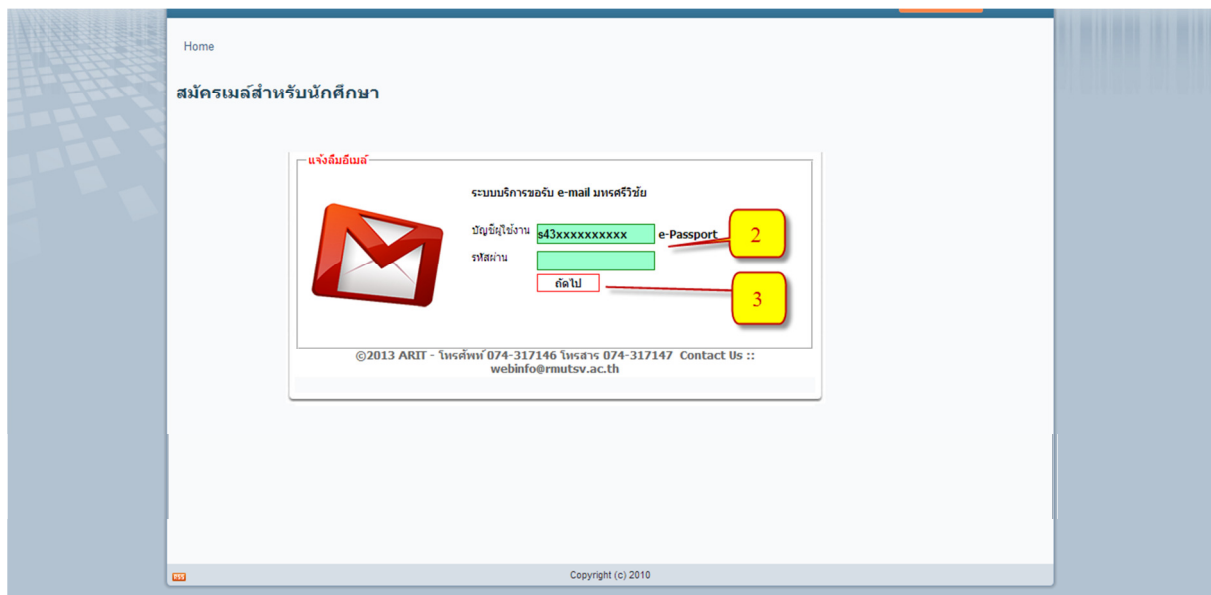 Home
สมัครเมล์สำหรับนักศึกษา
แจ้งลืมอีเมล์
ระบบบริการขอรับ e-mail มทรศรีวิชัย
บัญชีผู้ใช้งาน s43xxxxxxxxxx e-Passport 2
รหัสผ่าน
ถัดไป 3
©2013 ARIT - โทรศัพท์ 074-317146 โทรสาร 074-317147 Contact Us ::
webinfo@rmutsv.ac.th
RSS Copyright (c) 2010